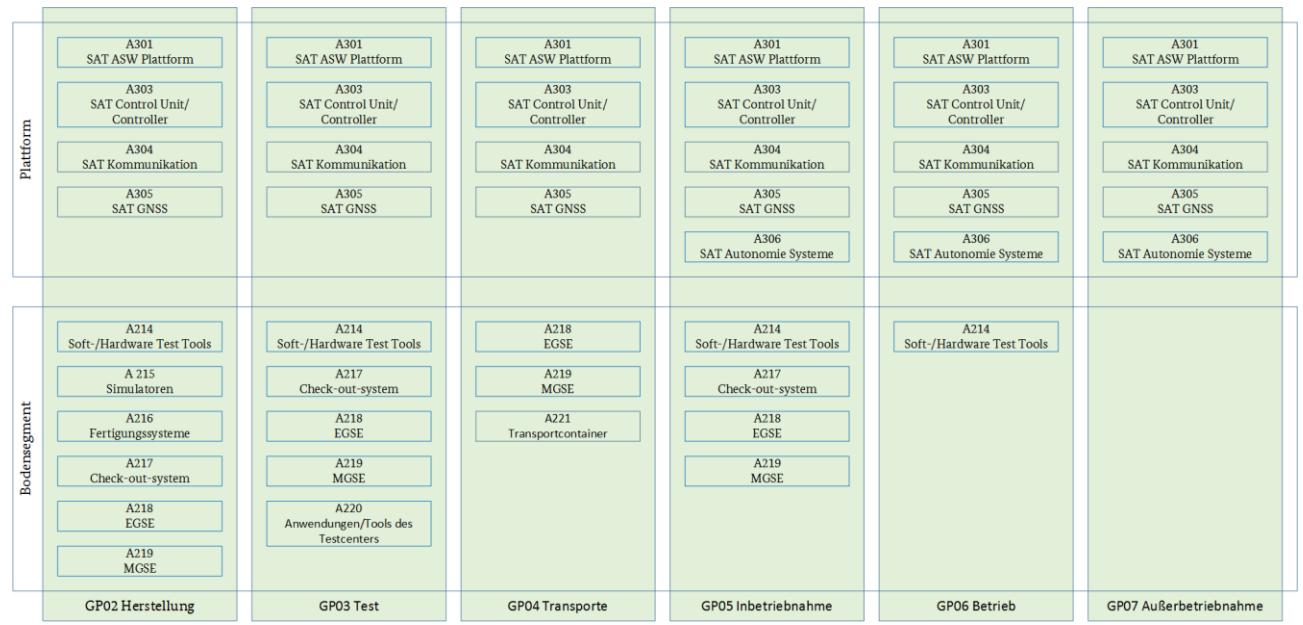 Plattform
A301
SAT ASW Plattform
A303
SAT Control Unit/
Controller
A304
SAT Kommunikation
A305
SAT GNSS
A301
SAT ASW Plattform
A303
SAT Control Unit/
Controller
A304
SAT Kommunikation
A305
SAT GNSS
A301
SAT ASW Plattform
A303
SAT Control Unit/
Controller
A304
SAT Kommunikation
A305
SAT GNSS
A301
SAT ASW Plattform
A303
SAT Control Unit/
Controller
A304
SAT Kommunikation
A305
SAT GNSS
A306
SAT Autonomie Systeme
A301
SAT ASW Plattform
A303
SAT Control Unit/
Controller
A304
SAT Kommunikation
A305
SAT GNSS
A306
SAT Autonomie Systeme
A301
SAT ASW Plattform
A303
SAT Control Unit/
Controller
A304
SAT Kommunikation
A305
SAT GNSS
A306
SAT Autonomie Systeme
Bodensegment
A214
Soft-/Hardware Test Tools
A 215
Simulatoren
A216
Fertigungssysteme
A217
Check-out-system
A218
EGSE
A219
MGSE
A214
Soft-/Hardware Test Tools
A217
Check-out-system
A218
EGSE
A219
MGSE
A220
Anwendungen/Tools des
Testcenters
A218
EGSE
A219
MGSE
A221
Transportcontainer
A214
Soft-/Hardware Test Tools
A217
Check-out-system
A218
EGSE
A219
MGSE
A214
Soft-/Hardware Test Tools
GP02 Herstellung
GP03 Test
GP04 Transporte
GP05 Inbetriebnahme
GP06 Betrieb
GP07 Außerbetriebnahme